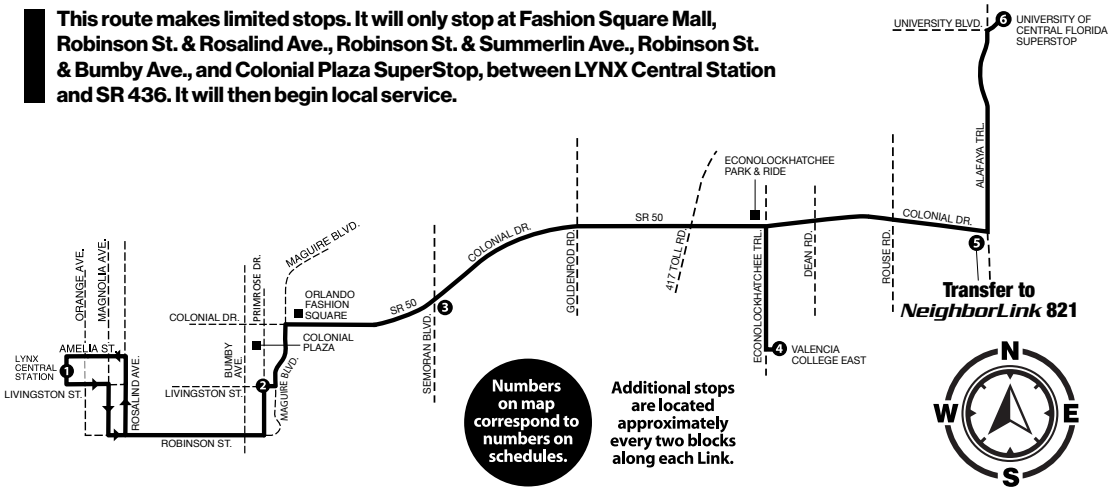 This route makes limited stops. It will only stop at Fashion Square Mall,
Robinson St. & Rosalind Ave., Robinson St. & Summerlin Ave., Robinson St.
& Bumby Ave., and Colonial Plaza SuperStop, between LYNX Central Station
and SR 436. It will then begin local service.
UNIVERSITY BLVD.
6
UNIVERSITY OF
CENTRAL FLORIDA
SUPERSTOP
ALAFAYA TRL.
ECONOLOCKHATCHEE
PARK & RIDE
SR 50
COLONIAL DR.
5
Transfer to
NeighborLink 821
ORANGE AVE.
MAGNOLIA AVE.
ROSALIND AVE.
PRIMROSE DR.
MAGUIRE BLVD.
COLONIAL DR.
GOLDENROD RD.
417 TOLL RD.
ECONOLOCKHATCHEE TRL.
DEAN RD.
ROUSE RD.
ORLANDO
FASHION
SQUARE
SR 50
3
SEMORAN BLVD.
COLONIAL DR.
COLONIAL
PLAZA
AMELIA ST.
LYNX
CENTRAL
STATION
1
LIVINGSTON ST.
BUMBY
AVE.
LIVINGSTON ST.
2
MAGUIRE BLVD.
ROBINSON ST.
4
VALENCIA
COLLEGE EAST
Numbers
on map
correspond to
numbers on
schedules.
Additional stops
are located
approximately
every two blocks
along each Link.
N
W
E
S